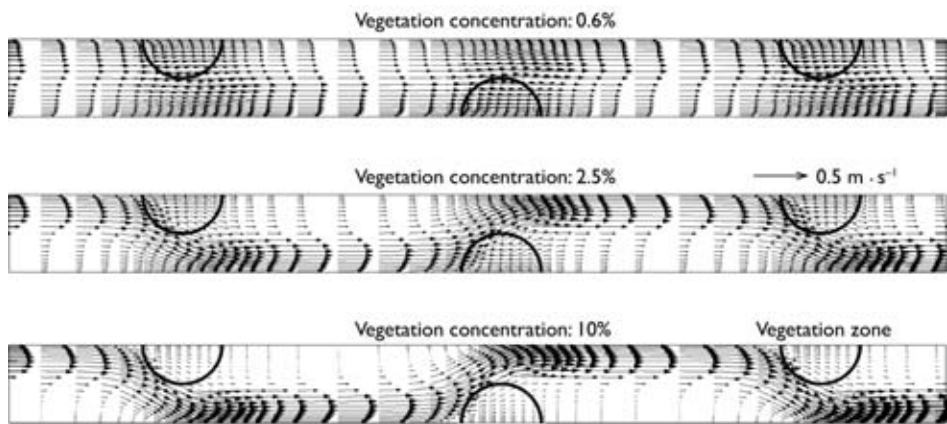 Vegetation concentration: 0.6%
Vegetation concentration: 2.5%
0.5 m · s⁻¹
Vegetation concentration: 10%
Vegetation zone